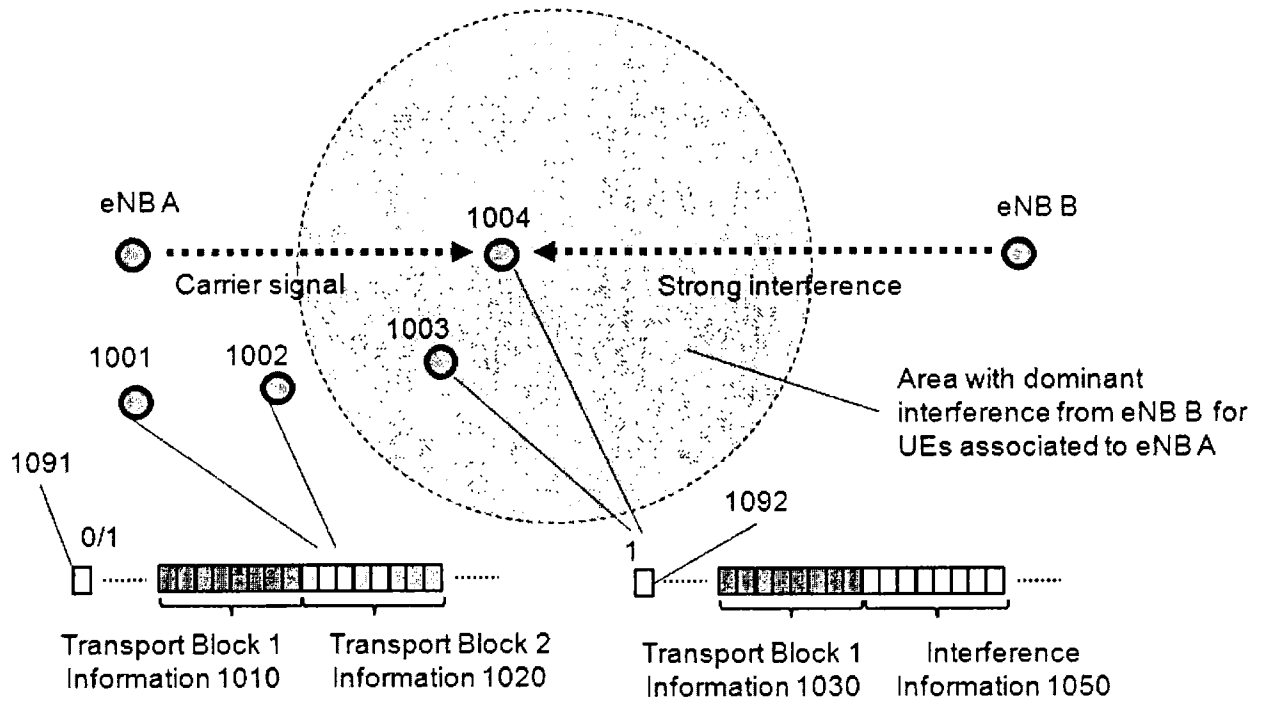 eNB A
1004
eNB B
Carrier signal
Strong interference
1003
1001
1002
Area with dominant
interference from eNB B for
UEs associated to eNB A
1091
0/1
1
1092
Transport Block 1
Information 1010
Transport Block 2
Information 1020
Transport Block 1
Information 1030
Interference
Information 1050